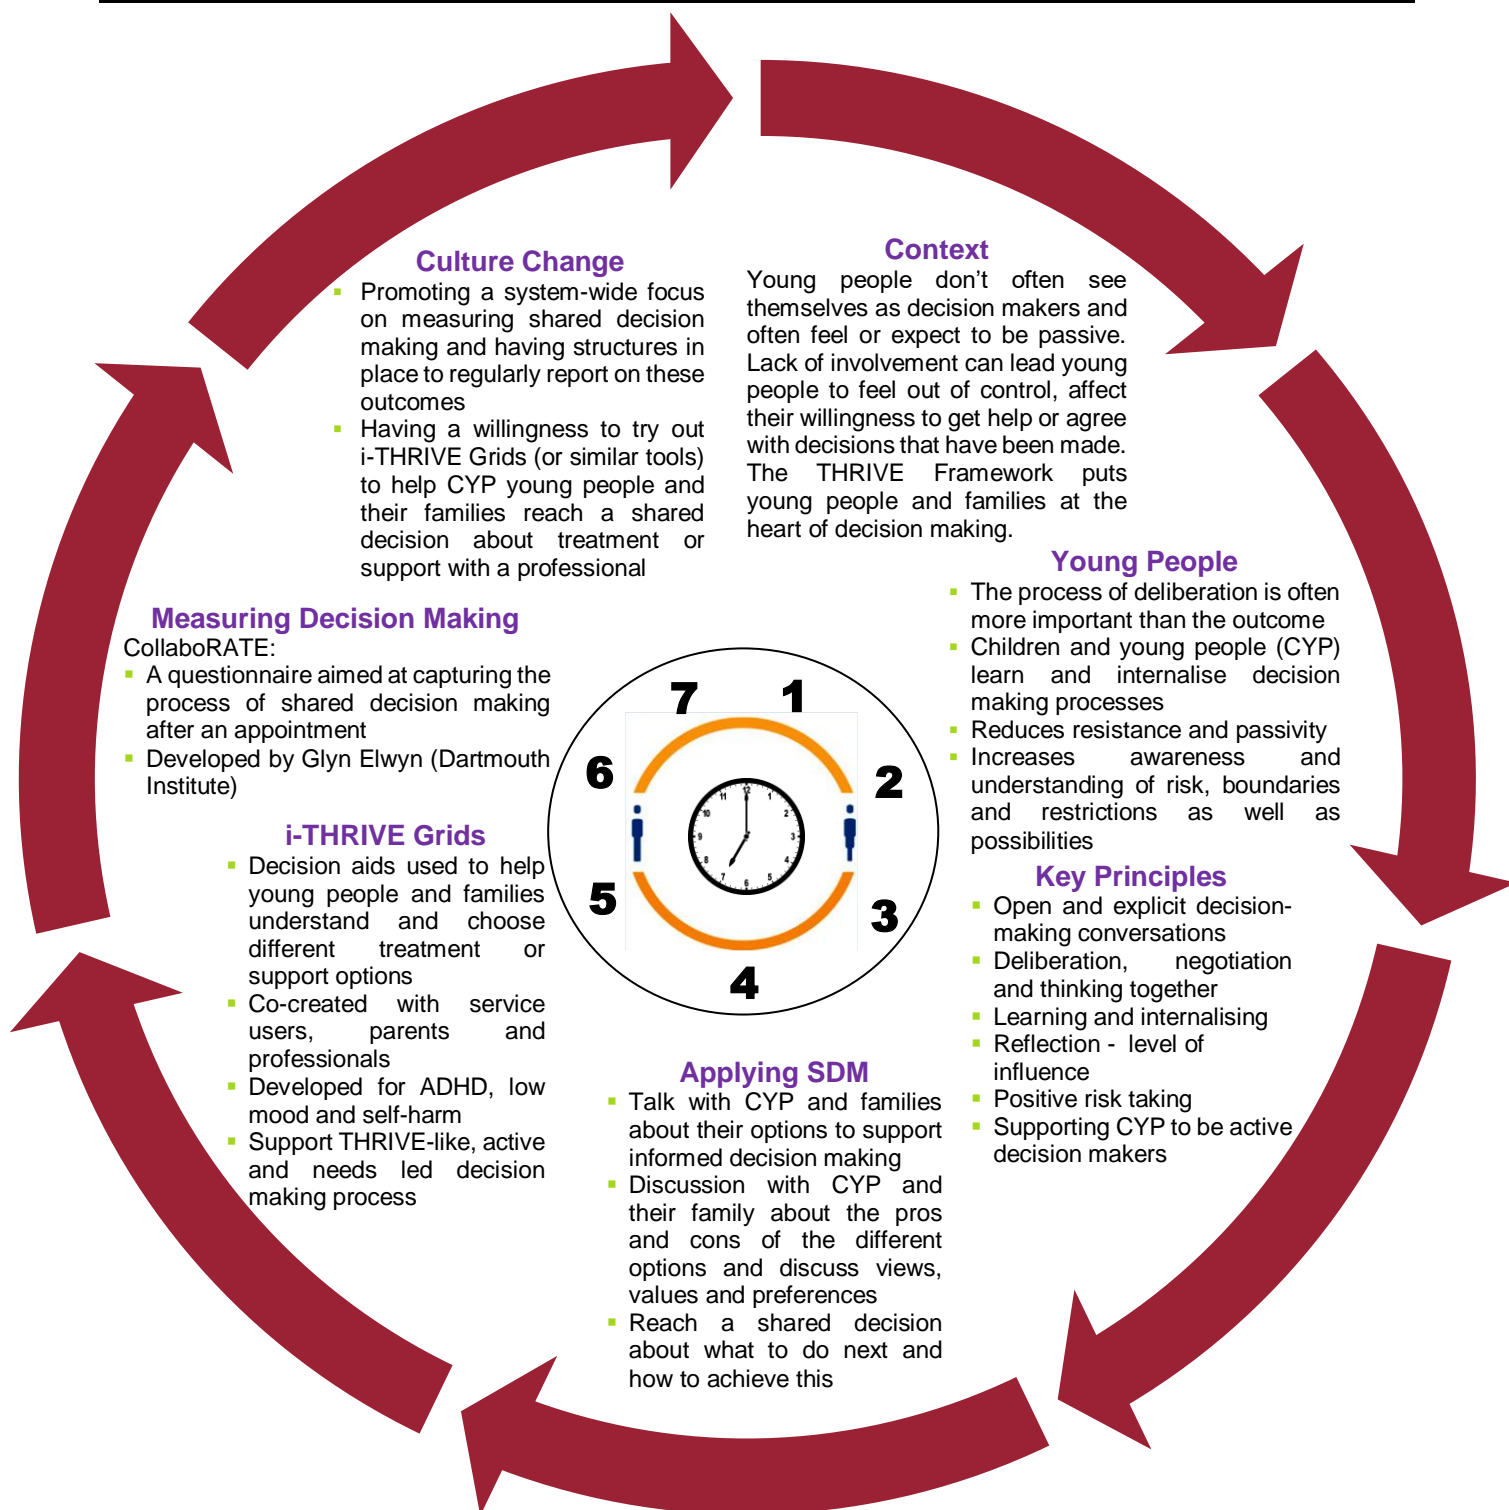 Context
Young people don't often see
themselves as decision makers and
often feel or expect to be passive.
Lack of involvement can lead young
people to feel out of control, affect
their willingness to get help or agree
with decisions that have been made.
The THRIVE Framework puts
young people and families at the
heart of decision making.
Young People
▪ The process of deliberation is often
more important than the outcome
▪ Children and young people (CYP)
learn and internalise decision
making processes
▪ Reduces resistance and passivity
▪ Increases awareness and
understanding of risk, boundaries
and restrictions as well as
possibilities
Key Principles
▪ Open and explicit decision-
making conversations
▪ Deliberation, negotiation
and thinking together
▪ Learning and internalising
▪ Reflection - level of
influence
▪ Positive risk taking
▪ Supporting CYP to be active
decision makers
Applying SDM
▪ Talk with CYP and families
about their options to support
informed decision making
▪ Discussion with CYP and
their family about the pros
and cons of the different
options and discuss views,
values and preferences
▪ Reach a shared decision
about what to do next and
how to achieve this
i-THRIVE Grids
▪ Decision aids used to help
young people and families
understand and choose
different treatment or
support options
▪ Co-created with service
users, parents and
professionals
▪ Developed for ADHD, low
mood and self-harm
▪ Support THRIVE-like, active
and needs led decision
making process
Measuring Decision Making
CollaboRATE:
▪ A questionnaire aimed at capturing the
process of shared decision making
after an appointment
▪ Developed by Glyn Elwyn (Dartmouth
Institute)
Culture Change
▪ Promoting a system-wide focus
on measuring shared decision
making and having structures in
place to regularly report on these
outcomes
▪ Having a willingness to try out
i-THRIVE Grids (or similar tools)
to help CYP young people and
their families reach a shared
decision about treatment or
support with a professional
1
2
3
4
5
6
7
12
1
2
3
4
5
6
7
8
9
10
11